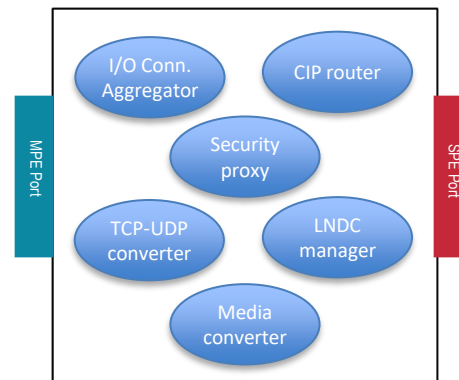 I/O Conn.
Aggregator
CIP router
Security
proxy
MPE Port
SPE Port
TCP-UDP
converter
LNDC
manager
Media
converter